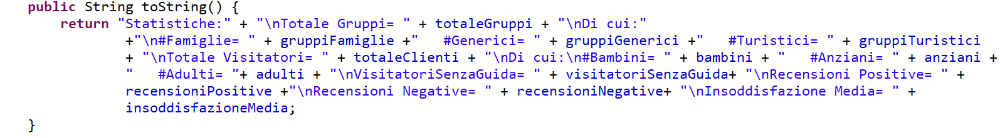 public String toString() {
return "Statistiche:" + "\nTotale Gruppi= " + totaleGruppi + "\nDi cui:"
+"\n#Famiglie= " + gruppiFamiglie +"   #Generici= " + gruppiGenerici +"   #Turistici= " + gruppiTuristici
+ "\nTotale Visitatori= " + totaleClienti + "\nDi cui:\n#Bambini= " + bambini + "   #Anziani= " + anziani +
"   #Adulti= "+ adulti + "\nVisitatoriSenzaGuida= " + visitatoriSenzaGuida+ "\nRecensioni Positive= " +
recensioniPositive +"\nRecensioni Negative= " + recensioniNegative+ "\nInsoddisfazione Media= " +
insoddisfazioneMedia;
}